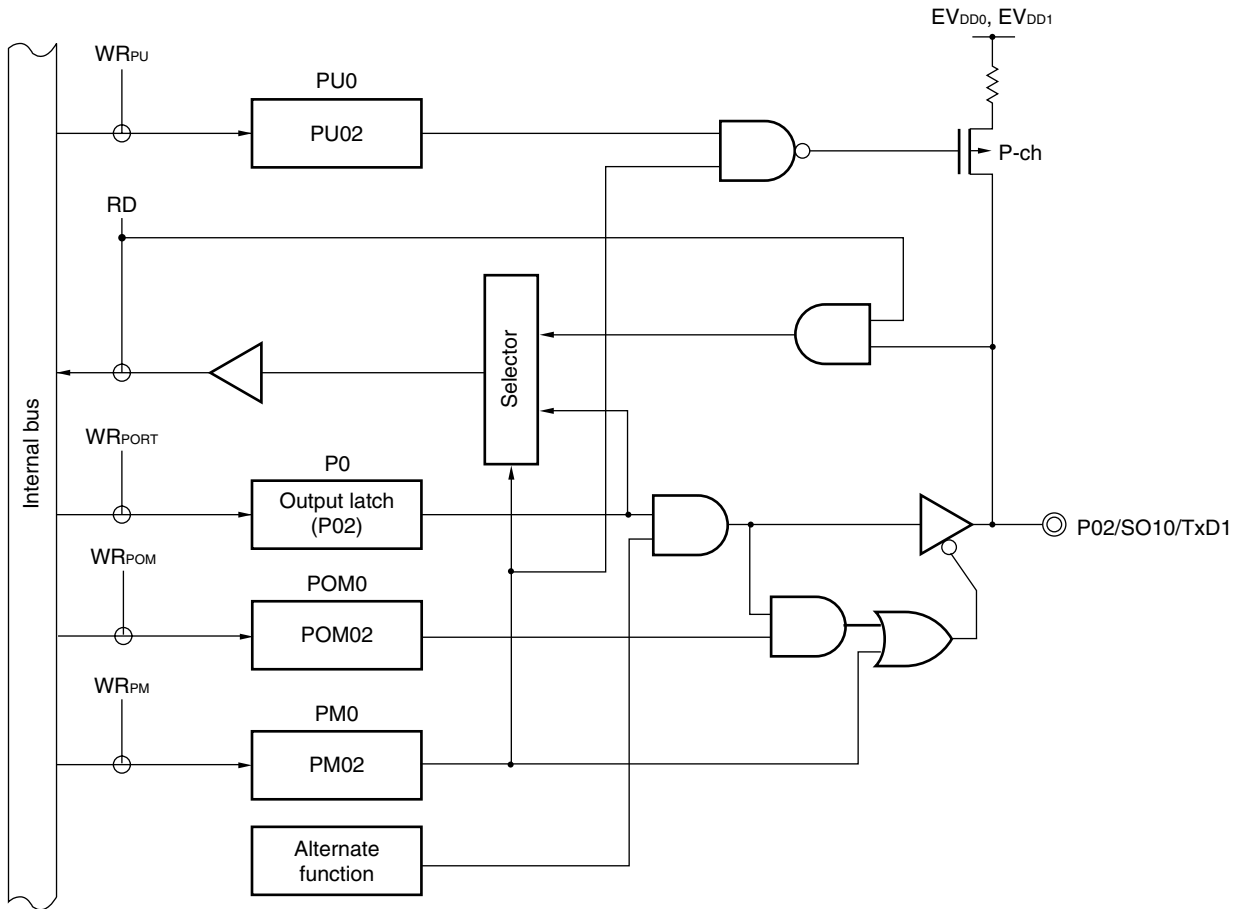 EVDD0, EVDD1
WRPU
PU0
PU02
P-ch
RD
Selector
Internal bus
WRPORT
P0
Output latch
(P02)
P02/SO10/TxD1
WRPOM
POM0
POM02
WRPM
PM0
PM02
Alternate
function